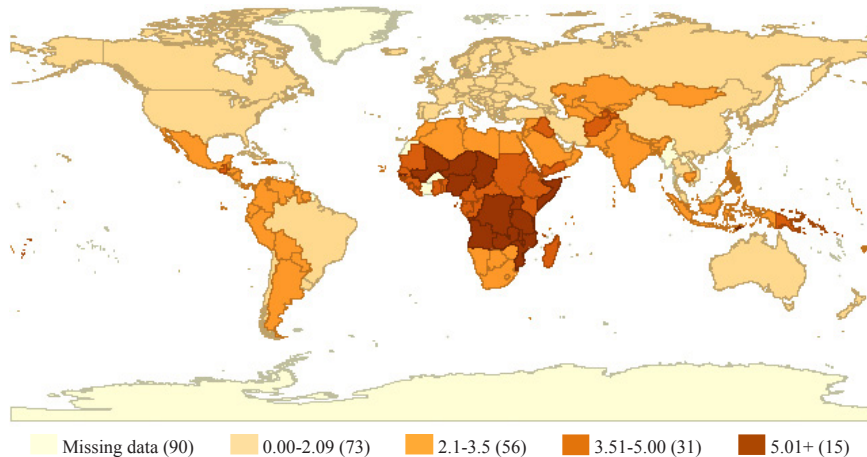 Missing data (90) 0.00-2.09 (73) 2.1-3.5 (56) 3.51-5.00 (31) 5.01+ (15)